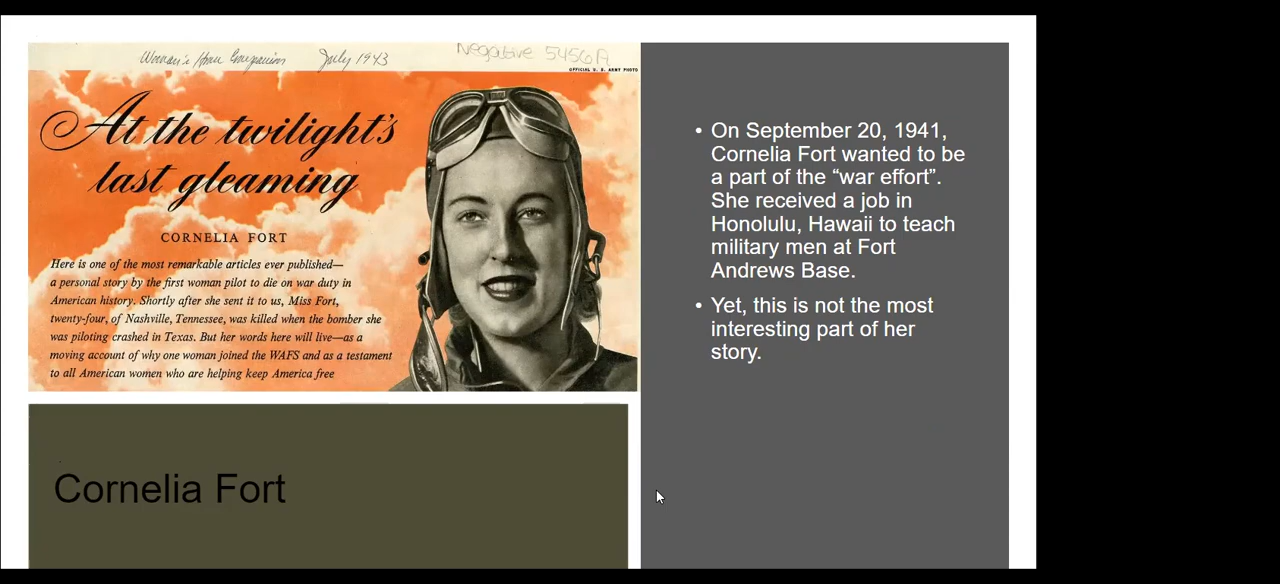 Woman's Home Companion July 1943
Negative 5456A
OFFICIAL U. S. ARMY PHOTO
At the twilight's
last gleaming
CORNELIA FORT
Here is one of the most remarkable articles ever published—
a personal story by the first woman pilot to die on war duty in
American history. Shortly after she sent it to us, Miss Fort,
twenty-four, of Nashville, Tennessee, was killed when the bomber she
was piloting crashed in Texas. But her words here will live—as a
moving account of why one woman joined the WAFS and as a testament
to all American women who are helping keep America free
Cornelia Fort
• On September 20, 1941,
Cornelia Fort wanted to be
a part of the “war effort”.
She received a job in
Honolulu, Hawaii to teach
military men at Fort
Andrews Base.
• Yet, this is not the most
interesting part of her
story.